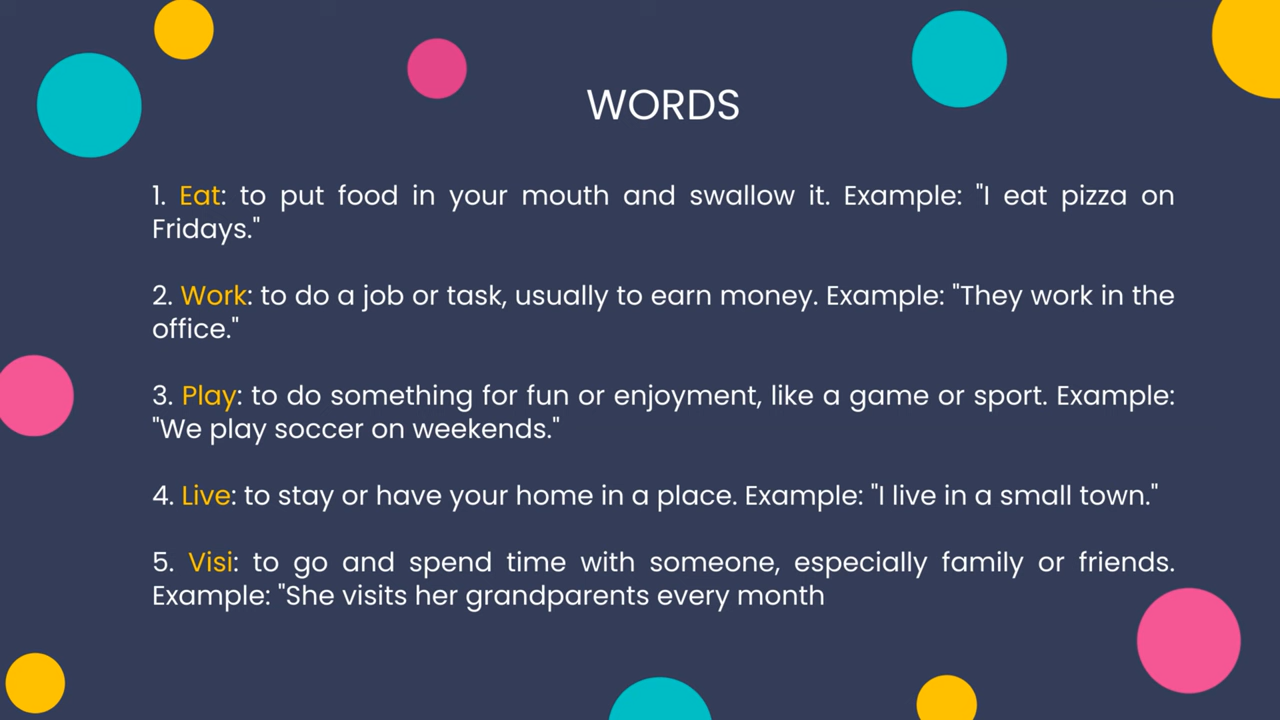 WORDS
1. Eat: to put food in your mouth and swallow it. Example: "I eat pizza on
Fridays."
2. Work: to do a job or task, usually to earn money. Example: "They work in the
office."
3. Play: to do something for fun or enjoyment, like a game or sport. Example:
"We play soccer on weekends."
4. Live: to stay or have your home in a place. Example: "I live in a small town."
5. Visi: to go and spend time with someone, especially family or friends.
Example: "She visits her grandparents every month